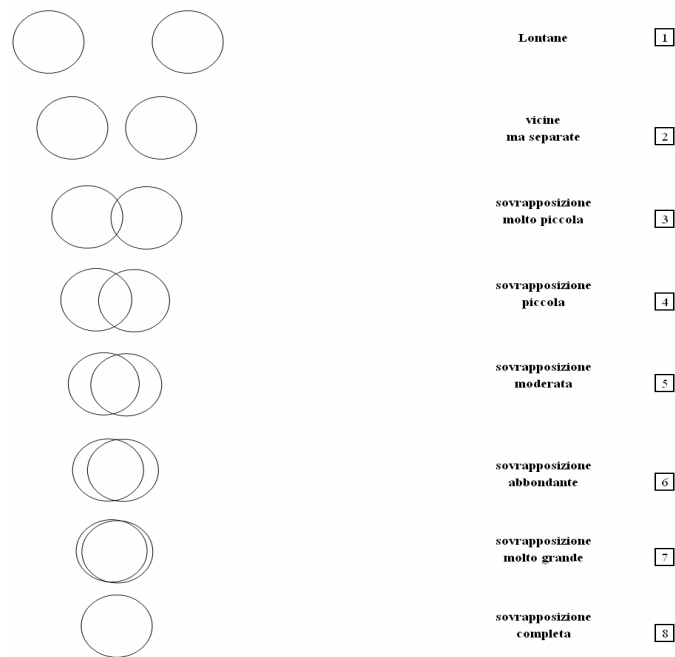 Lontane 1
vicine
ma separate 2
sovrapposizione
molto piccola 3
sovrapposizione
piccola 4
sovrapposizione
moderata 5
sovrapposizione
abbondante 6
sovrapposizione
molto grande 7
sovrapposizione
completa 8